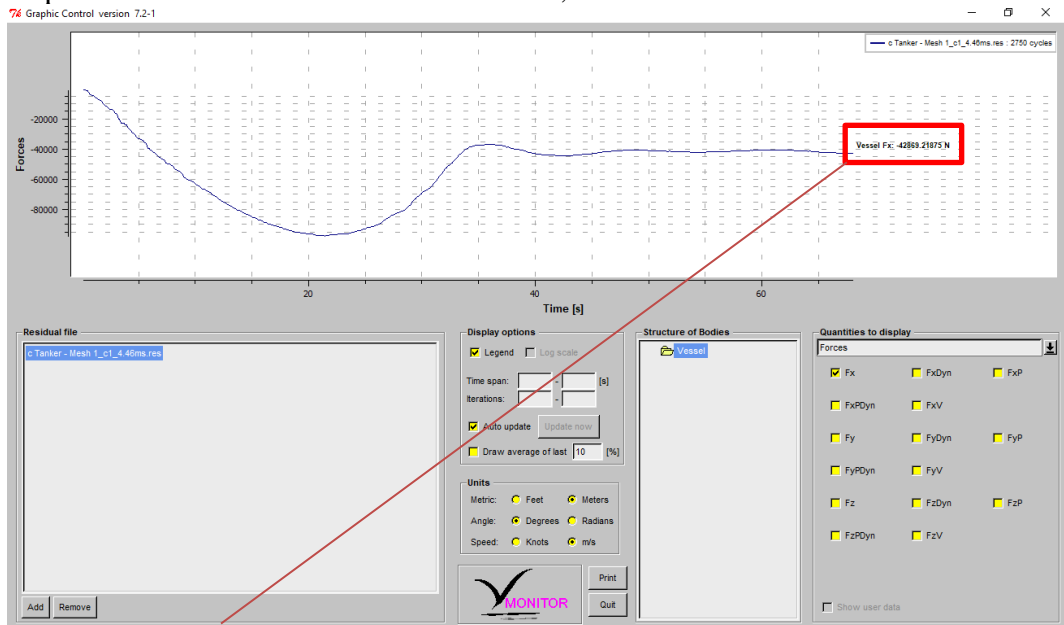 Graphic Control version 7.2-1
c Tanker - Mesh 1_c1_4.46ms.res : 2750 cycles
Forces
-20000
-40000
-60000
-80000
Vessel Fx: -42869.21875 N
20
40
60
Time [s]
Residual file
c Tanker - Mesh 1_c1_4.46ms.res
Add
Remove
Display options
Legend
Log scale
Time span: - [s]
Iterations: -
Auto update
Update now
Draw average of last 10 [%]
Units
Metric: Feet Meters
Angle: Degrees Radians
Speed: Knots m/s
MONITOR
Print
Quit
Structure of Bodies
Vessel
Quantities to display
Forces
Fx FxDyn FxP
FxPDyn FxV
Fy FyDyn FyP
FyPDyn FyV
Fz FzDyn FzP
FzPDyn FzV
Show user data